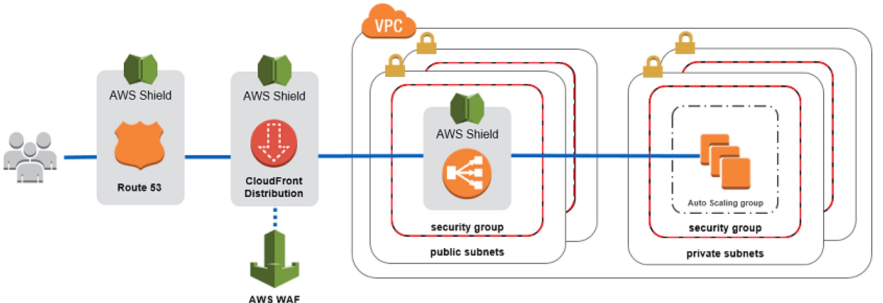 VPC
AWS Shield
Route 53
AWS Shield
CloudFront
Distribution
AWS WAF
AWS Shield
security group
public subnets
Auto Scaling group
security group
private subnets